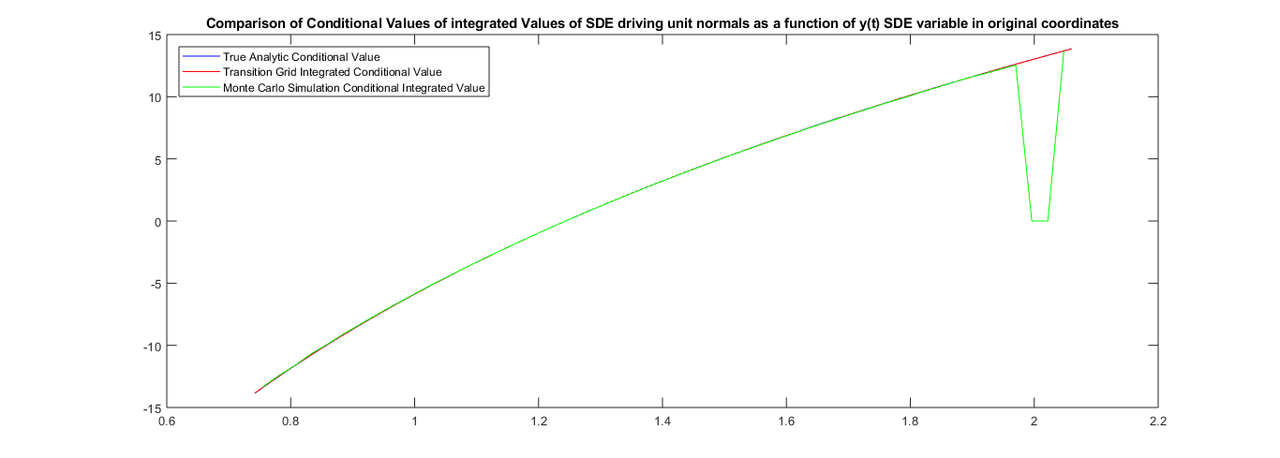 Comparison of Conditional Values of integrated Values of SDE driving unit normals as a function of y(t) SDE variable in original coordinates
15
True Analytic Conditional Value
Transition Grid Integrated Conditional Value
Monte Carlo Simulation Conditional Integrated Value
10
5
0
-5
-10
-15
0.6 0.8 1 1.2 1.4 1.6 1.8 2 2.2